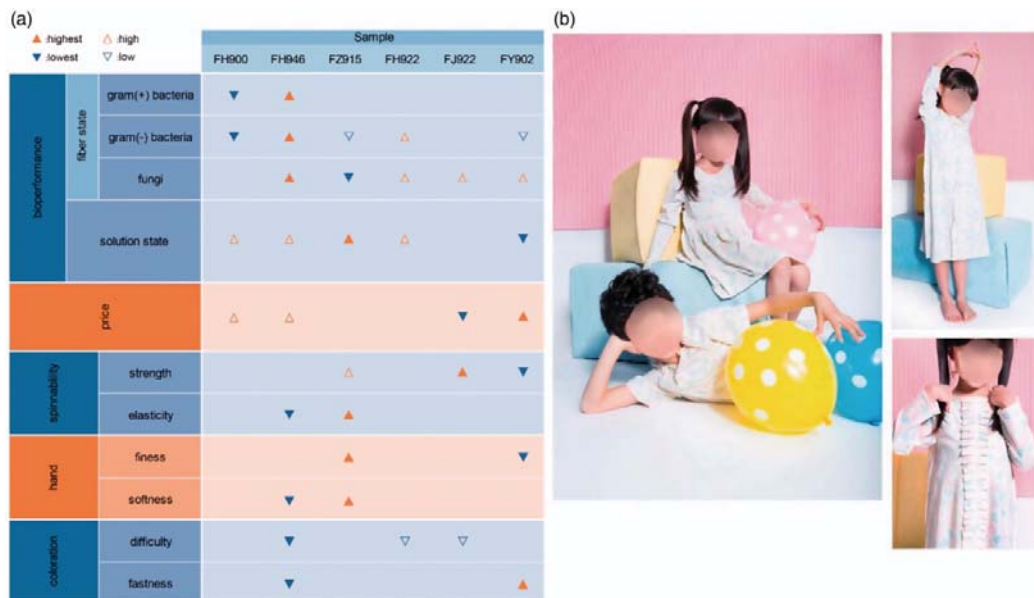 (a)
▲:highest △:high
▼:lowest ▽:low
Sample
FH900 FH946 FZ915 FH922 FJ922 FY902
bioperformance
fiber state
gram(+) bacteria
gram(-) bacteria
fungi
solution state
price
spinnability
strength
elasticity
hand
finess
softness
coloration
difficulty
fastness
(b)